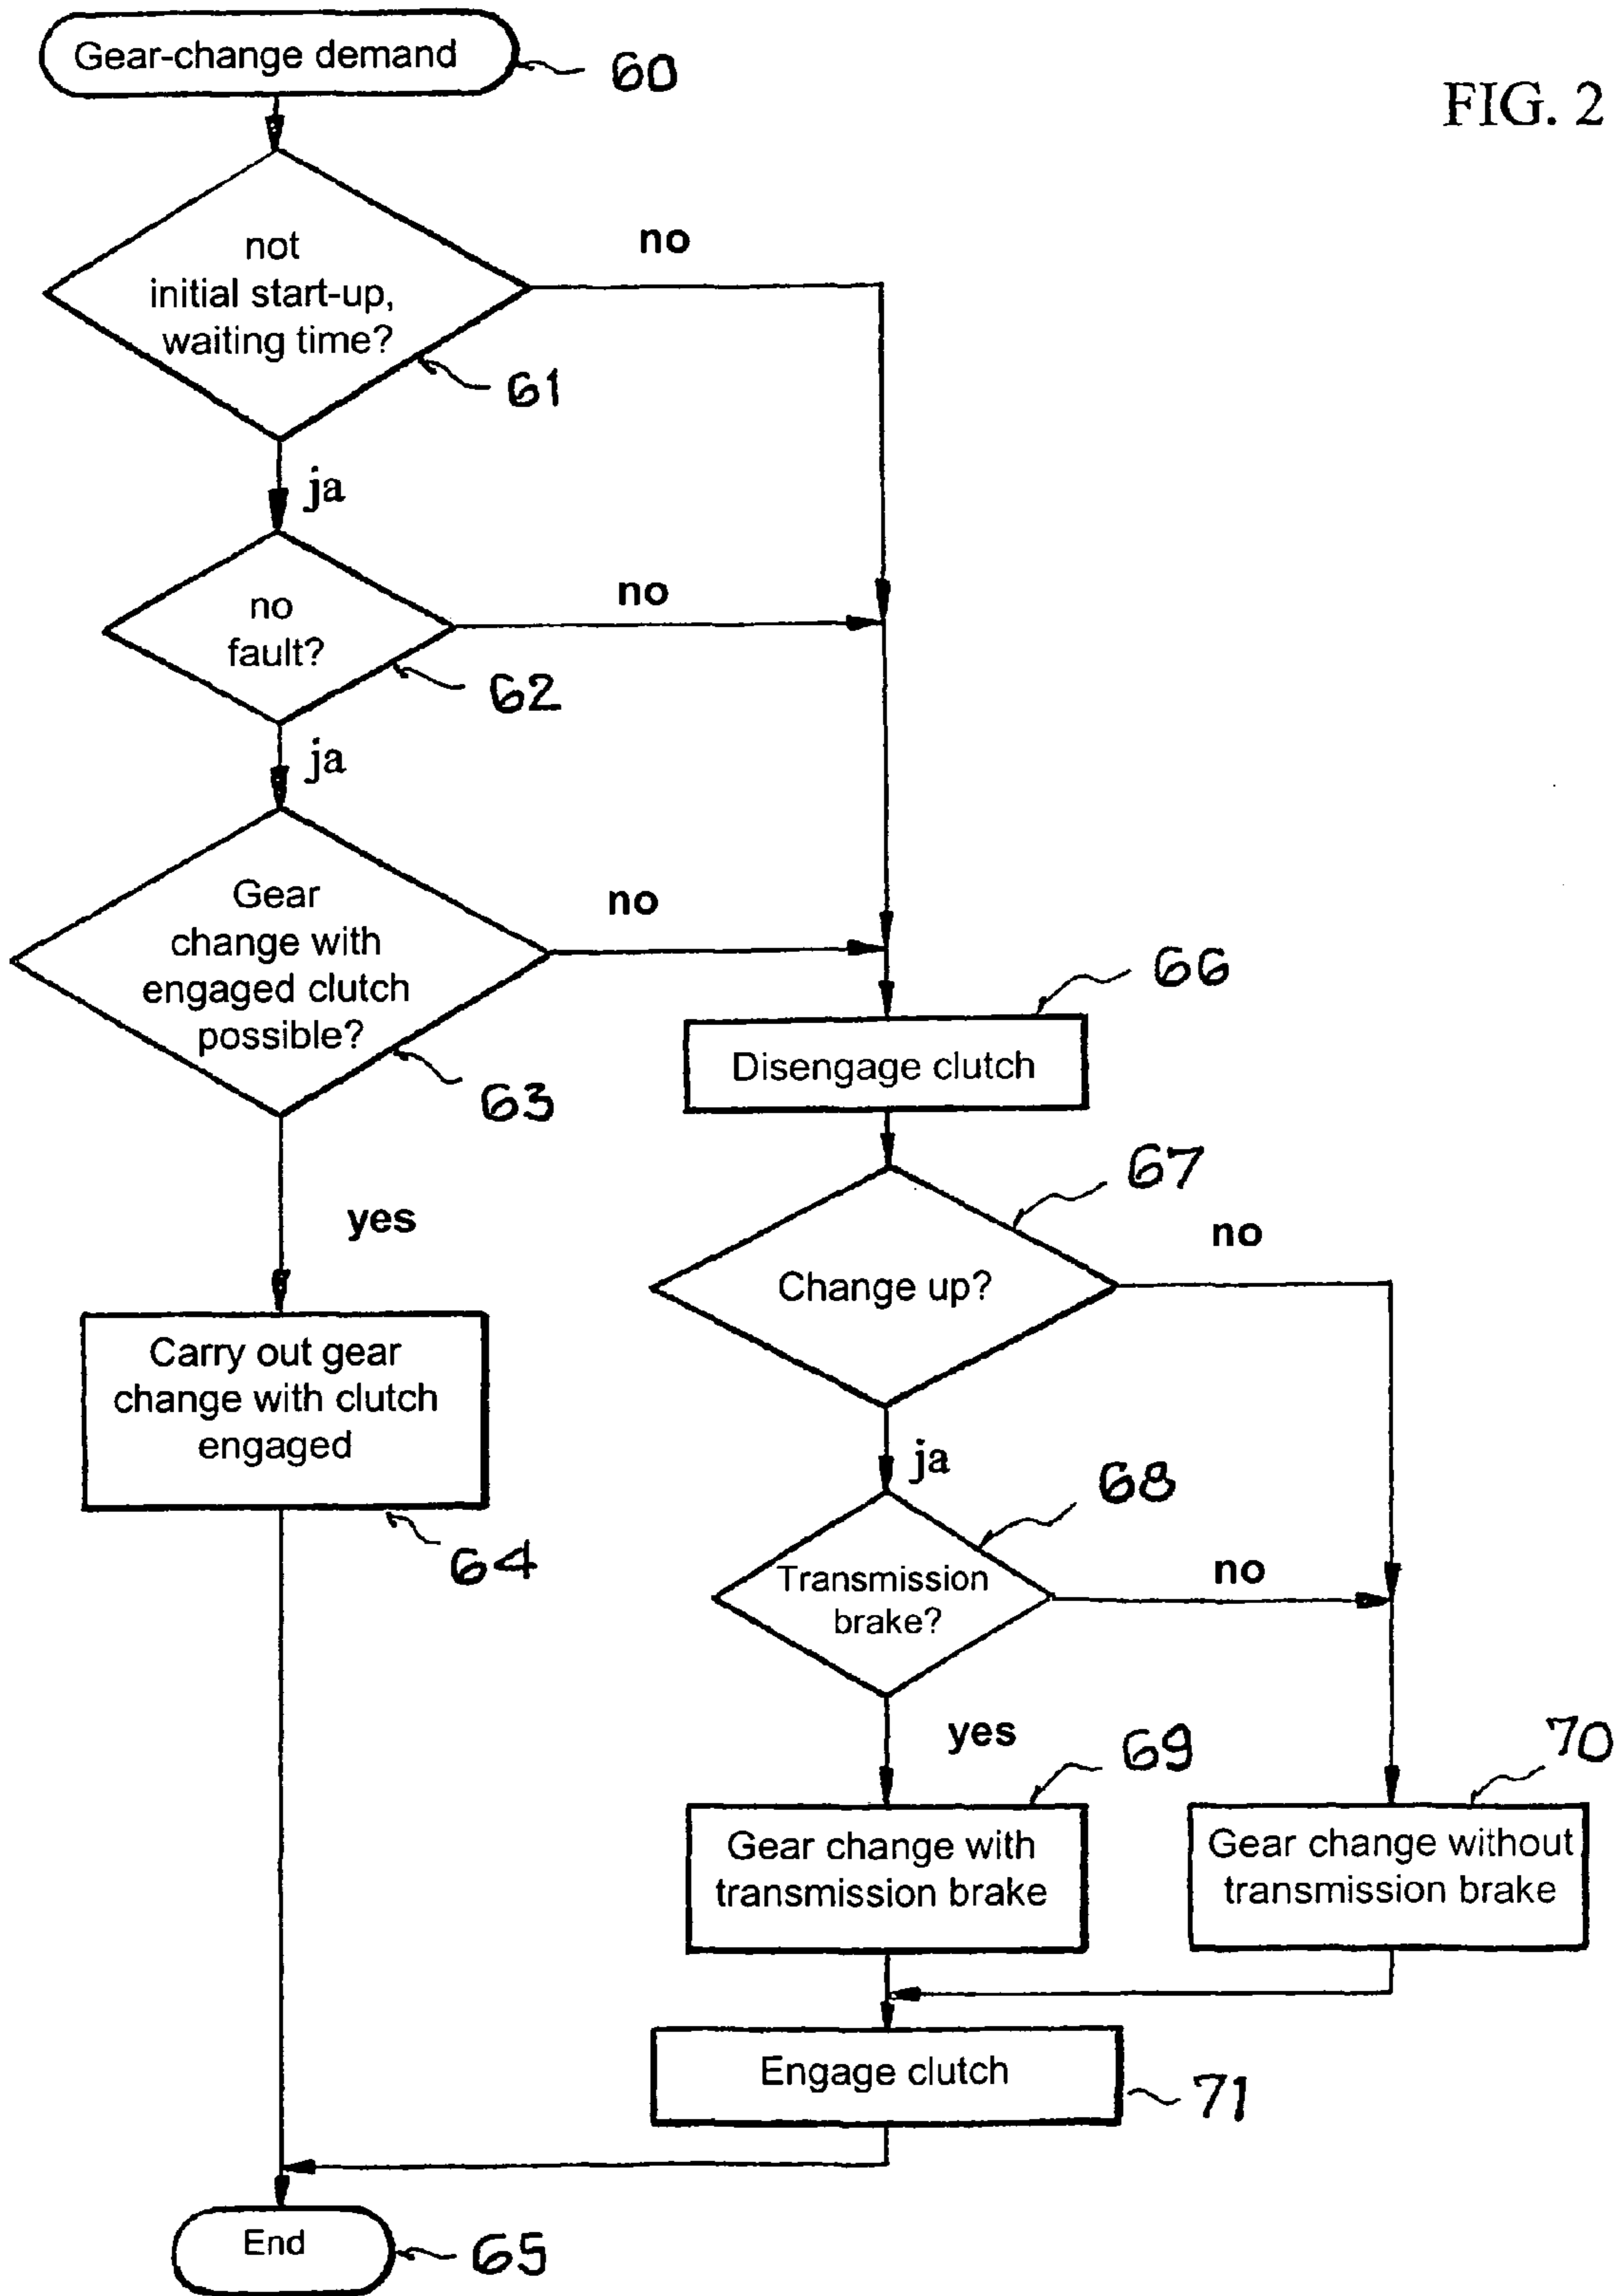 Gear-change demand
60
FIG. 2
not
initial start-up,
waiting time?
no
61
ja
no
fault?
no
62
ja
Gear
change with
engaged clutch
possible?
no
63
66
Disengage clutch
67
yes
no
Change up?
Carry out gear
change with clutch
engaged
64
ja
68
Transmission
brake?
no
yes
69
70
Gear change with
transmission brake
Gear change without
transmission brake
Engage clutch
71
End
65